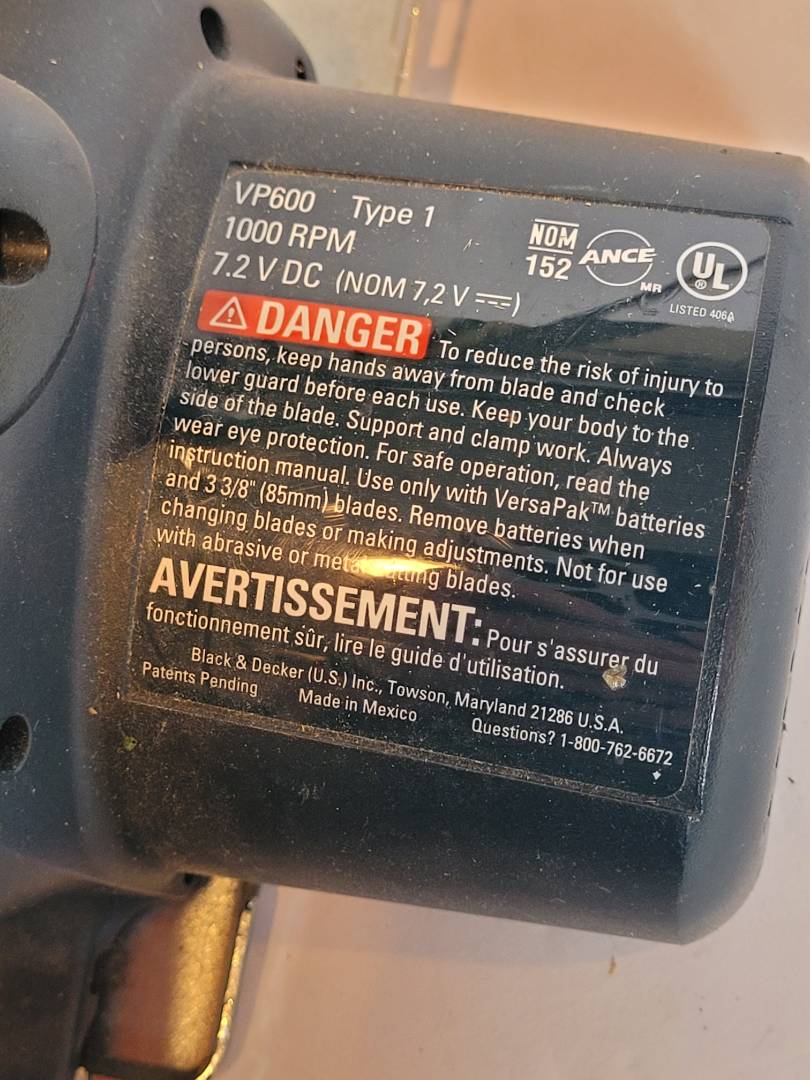 VP600 Type 1
1000 RPM
7.2 V DC (NOM 7,2 V ⎓)
NOM
152
ANCE
MR
UL
®
LISTED 406A
DANGER To reduce the risk of injury to
persons, keep hands away from blade and check
lower guard before each use. Keep your body to the
side of the blade. Support and clamp work. Always
wear eye protection. For safe operation, read the
instruction manual. Use only with VersaPak™ batteries
and 3 3/8" (85mm) blades. Remove batteries when
changing blades or making adjustments. Not for use
with abrasive or metal cutting blades.
AVERTISSEMENT: Pour s'assurer du
fonctionnement sûr, lire le guide d'utilisation.
Black & Decker (U.S.) Inc., Towson, Maryland 21286 U.S.A.
Patents Pending Made in Mexico Questions? 1-800-762-6672